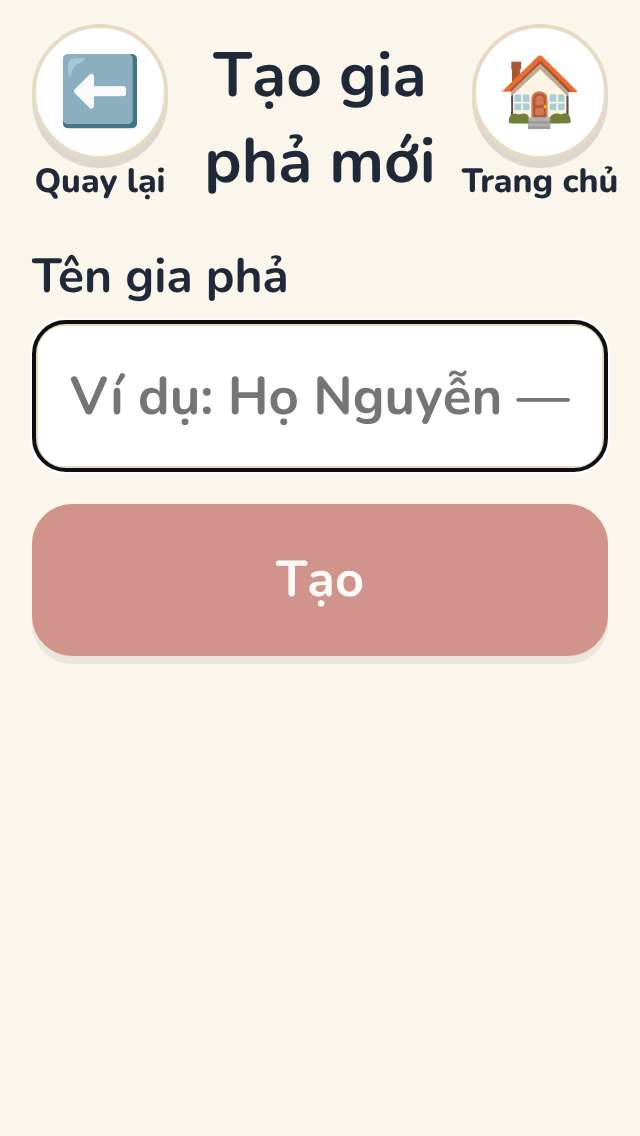 Tạo gia
phả mới
Quay lại
Trang chủ
Tên gia phả
Ví dụ: Họ Nguyễn —
Tạo